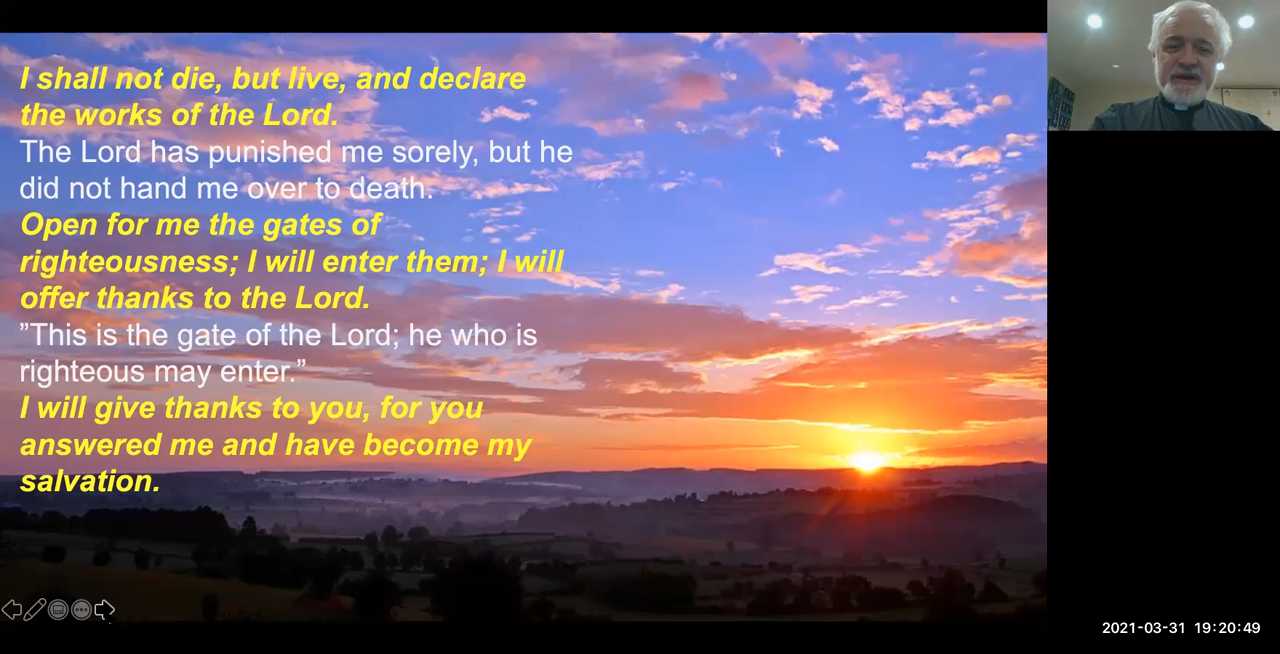 I shall not die, but live, and declare
the works of the Lord.
The Lord has punished me sorely, but he
did not hand me over to death.
Open for me the gates of
righteousness; I will enter them; I will
offer thanks to the Lord.
”This is the gate of the Lord; he who is
righteous may enter.”
I will give thanks to you, for you
answered me and have become my
salvation.
2021-03-31 19:20:49